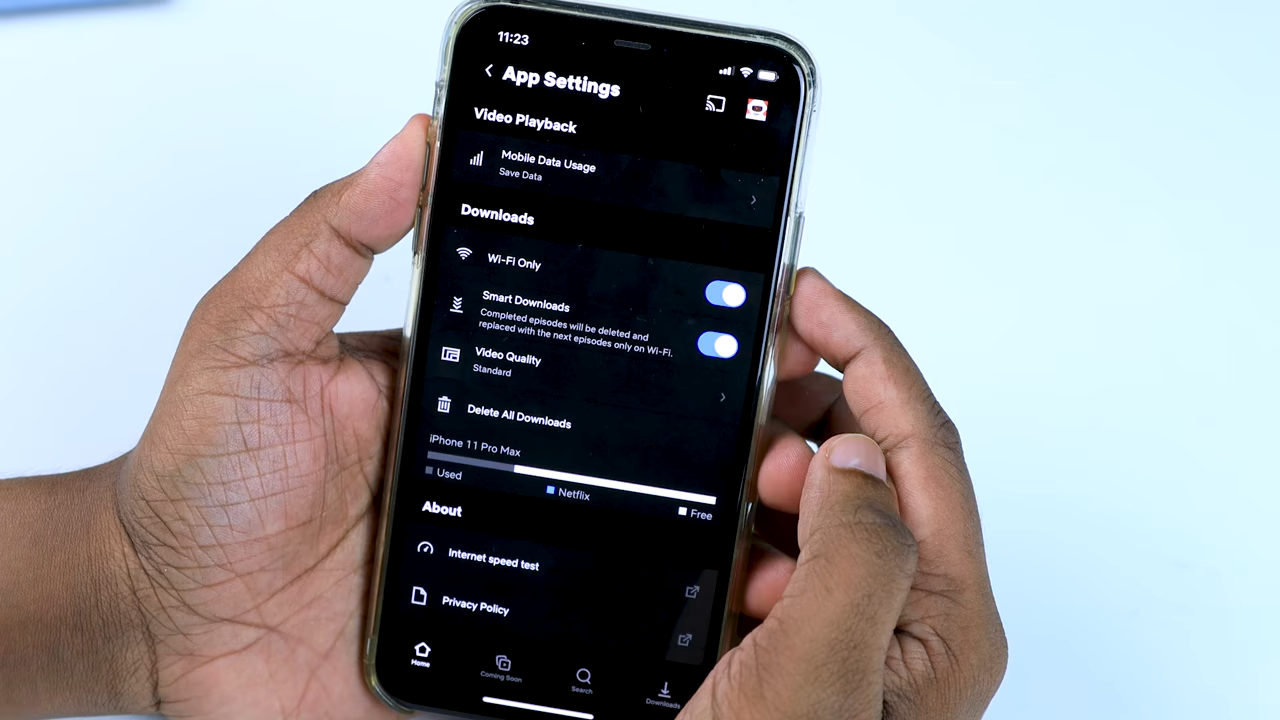 11:23
App Settings
Video Playback
Mobile Data Usage
Save Data
Downloads
Wi-Fi Only
Smart Downloads
Completed episodes will be deleted and
replaced with the next episodes only on Wi-Fi.
Video Quality
Standard
Delete All Downloads
iPhone 11 Pro Max
Used
Netflix
Free
About
Internet speed test
Privacy Policy
Home
Coming Soon
Search
Downloads